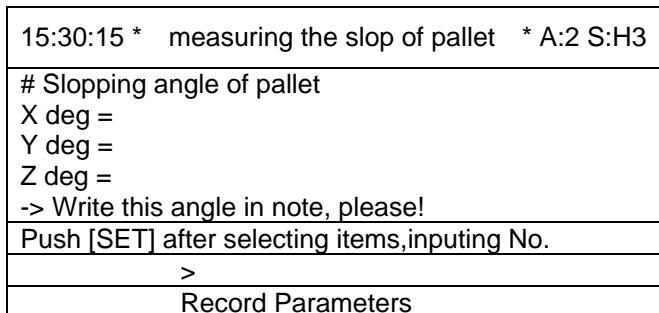 15:30:15 * measuring the slop of pallet * A:2 S:H3
# Slopping angle of pallet
X deg =
Y deg =
Z deg =
-> Write this angle in note, please!
Push [SET] after selecting items,inputing No.
>
Record Parameters